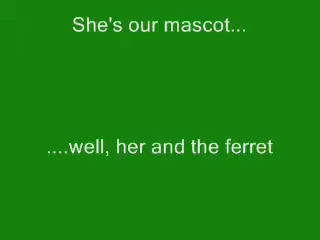 She's our mascot...
....well, her and the ferret